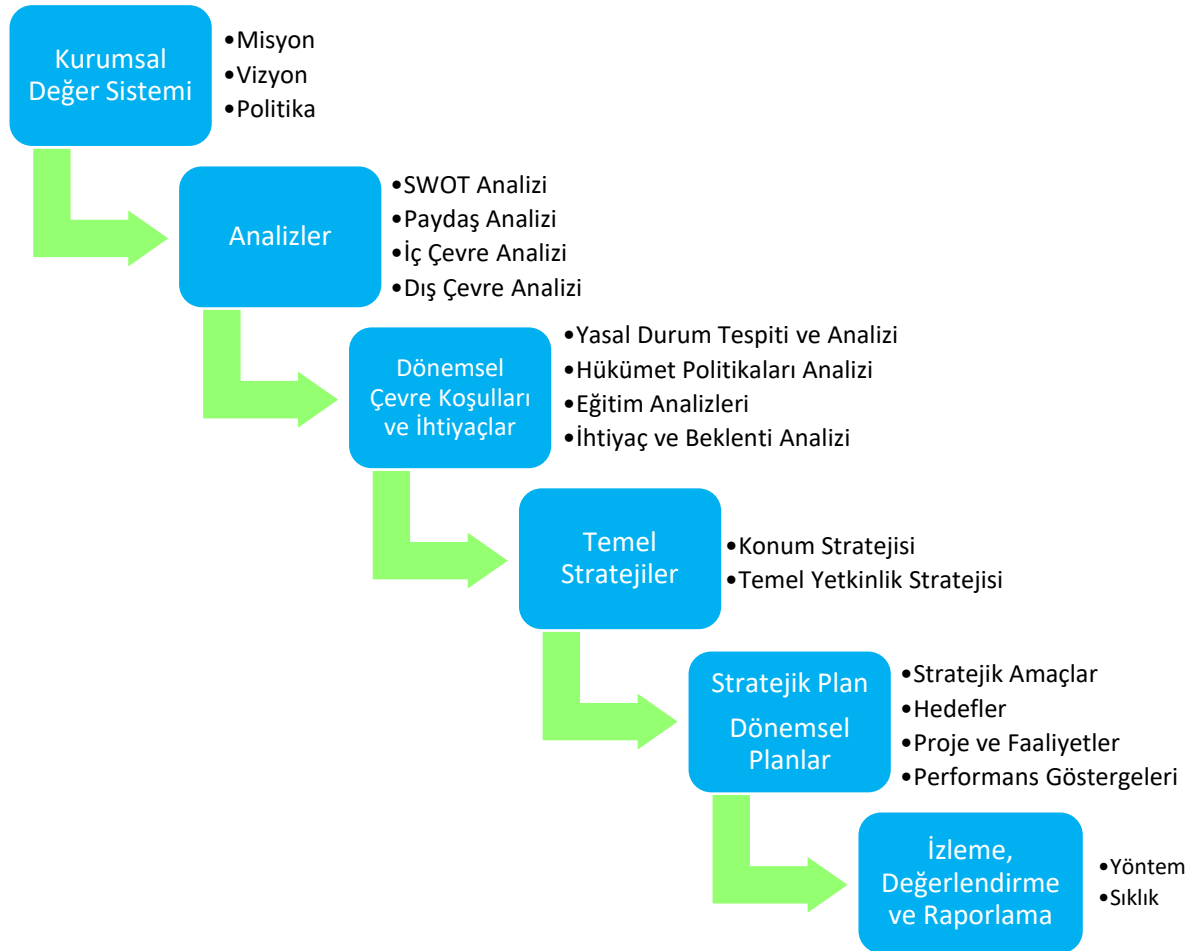 Kurumsal
Değer Sistemi
•Misyon
•Vizyon
•Politika
Analizler
•SWOT Analizi
•Paydaş Analizi
•İç Çevre Analizi
•Dış Çevre Analizi
Dönemsel
Çevre Koşulları
ve İhtiyaçlar
•Yasal Durum Tespiti ve Analizi
•Hükümet Politikaları Analizi
•Eğitim Analizleri
•İhtiyaç ve Beklenti Analizi
Temel
Stratejiler
•Konum Stratejisi
•Temel Yetkinlik Stratejisi
Stratejik Plan
Dönemsel
Planlar
•Stratejik Amaçlar
•Hedefler
•Proje ve Faaliyetler
•Performans Göstergeleri
İzleme,
Değerlendirme
ve Raporlama
•Yöntem
•Sıklık